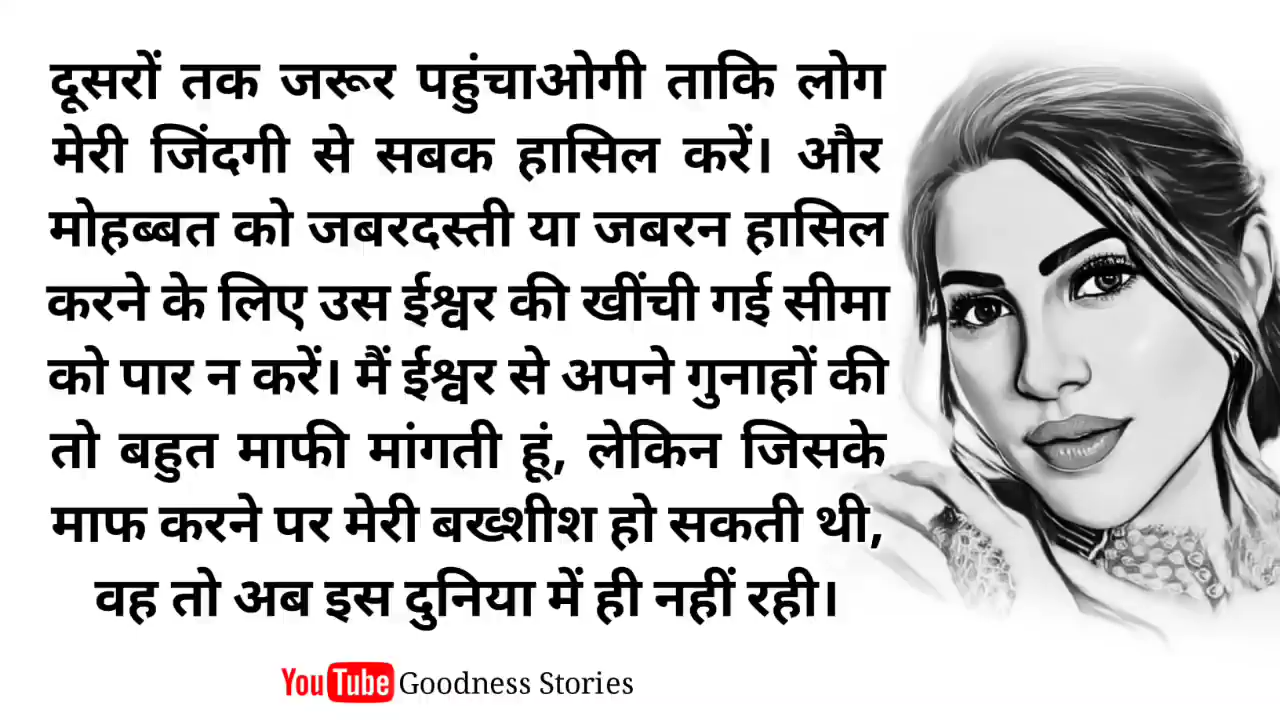 दूसरों तक जरूर पहुंचाओगी ताकि लोग
मेरी जिंदगी से सबक हासिल करें। और
मोहब्बत को जबरदस्ती या जबरन हासिल
करने के लिए उस ईश्वर की खींची गई सीमा
को पार न करें। मैं ईश्वर से अपने गुनाहों की
तो बहुत माफी मांगती हूं, लेकिन जिसके
माफ करने पर मेरी बख्शीश हो सकती थी,
वह तो अब इस दुनिया में ही नहीं रही।
YouTube Goodness Stories